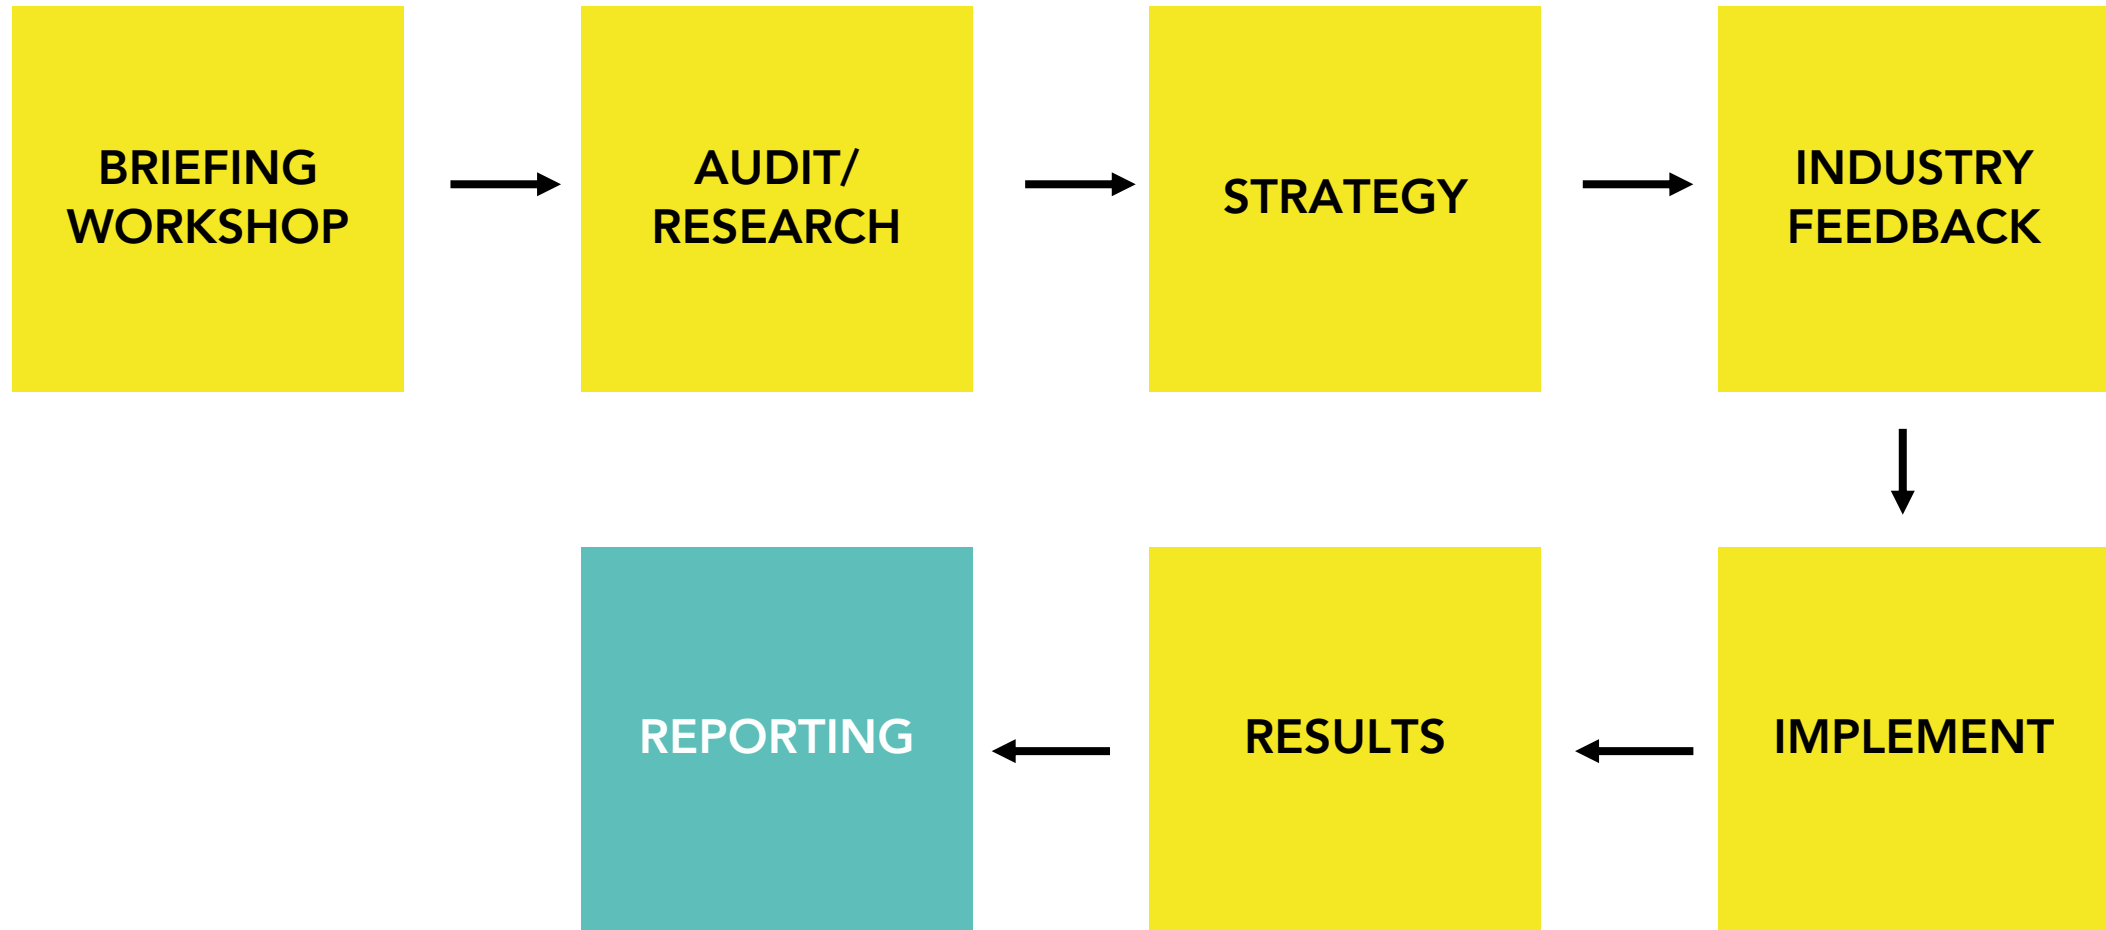 BRIEFING
WORKSHOP
AUDIT/
RESEARCH
STRATEGY
INDUSTRY
FEEDBACK
IMPLEMENT
RESULTS
REPORTING